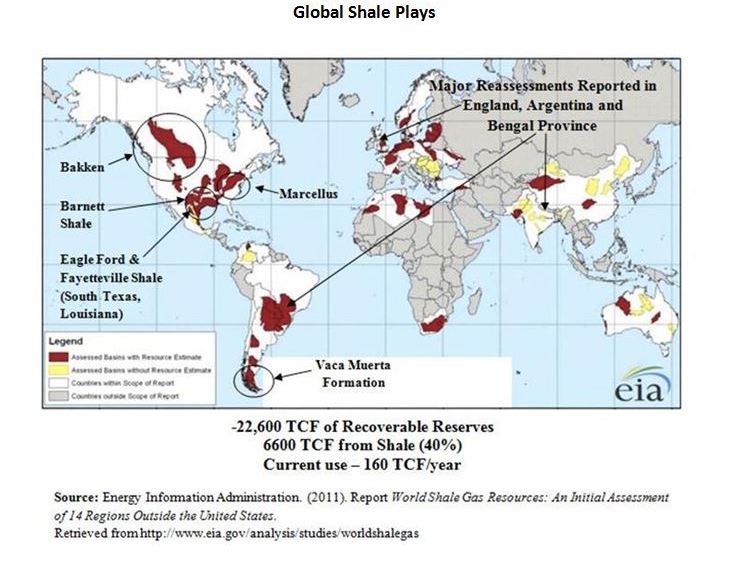 Global Shale Plays
Major Reassessments Reported in
England, Argentina and
Bengal Province
Bakken
Marcellus
Barnett
Shale
Eagle Ford &
Fayetteville Shale
(South Texas,
Louisiana)
Legend
Assessed Basins with Resource Estimate
Assessed Basins without Resource Estimate
Countries within Scope of Report
Countries outside Scope of Report
Vaca Muerta
Formation
eia
-22,600 TCF of Recoverable Reserves
6600 TCF from Shale (40%)
Current use – 160 TCF/year
Source: Energy Information Administration. (2011). Report World Shale Gas Resources: An Initial Assessment
of 14 Regions Outside the United States.
Retrieved from http://www.eia.gov/analysis/studies/worldshalegas